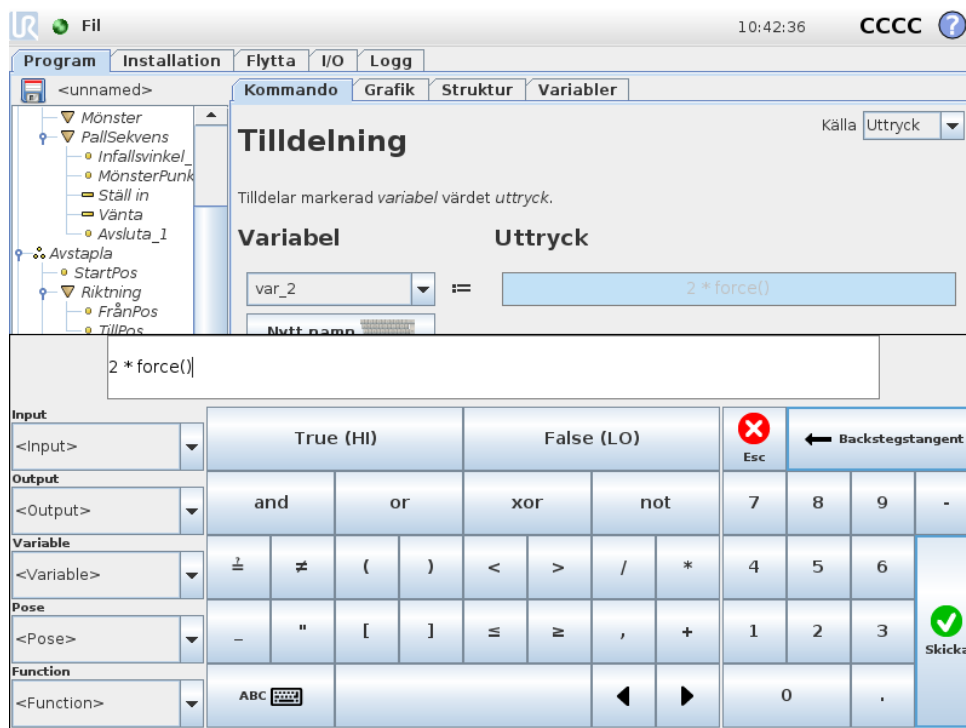 UR Fil 10:42:36 CCCC ?
Program Installation Flytta I/O Logg
<unnamed>
Kommando Grafik Struktur Variabler
Mönster
PallSekvens
Infallsvinkel_
MönsterPunk
Ställ in
Vänta
Avsluta_1
Avstapla
StartPos
Riktning
FrånPos
TillPos
Tilldelning
Källa Uttryck
Tilldelar markerad variabel värdet uttryck.
Variabel Uttryck
var_2 := 2 * force()
Nytt namn
2 * force()
Input
<Input>
Output
<Output>
Variable
<Variable>
Pose
<Pose>
Function
<Function>
True (HI) False (LO) Esc Backstegstangent
and or xor not 7 8 9 -
≟ ≠ ( ) < > / * 4 5 6
_ " [ ] ≤ ≥ , + 1 2 3 Skicka
ABC 0 .